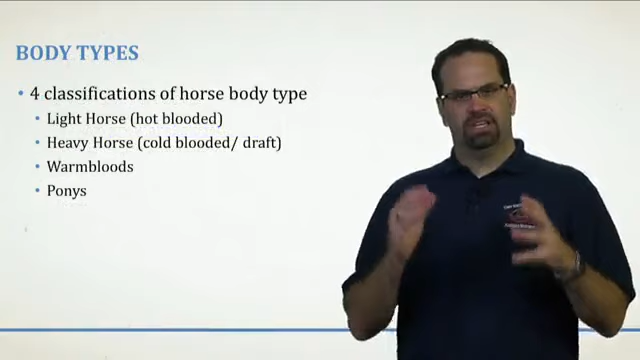 BODY TYPES
• 4 classifications of horse body type
• Light Horse (hot blooded)
• Heavy Horse (cold blooded/ draft)
• Warmbloods
• Ponys